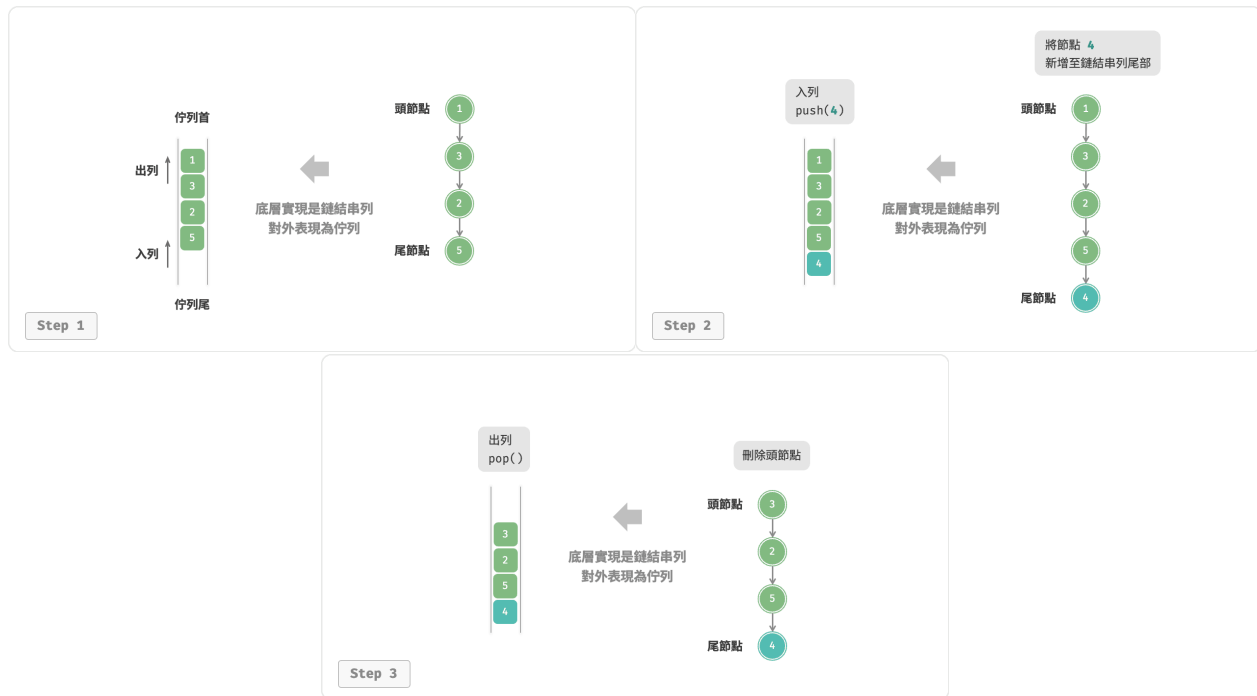 佇列首
出列
1
3
2
5
入列
佇列尾
底層實現是鏈結串列
對外表現為佇列
頭節點
1
3
2
尾節點
5
Step 1
入列
push(4)
1
3
2
5
4
底層實現是鏈結串列
對外表現為佇列
將節點 4
新增至鏈結串列尾部
頭節點
1
3
2
5
尾節點
4
Step 2
出列
pop()
3
2
5
4
底層實現是鏈結串列
對外表現為佇列
刪除頭節點
頭節點
3
2
5
尾節點
4
Step 3